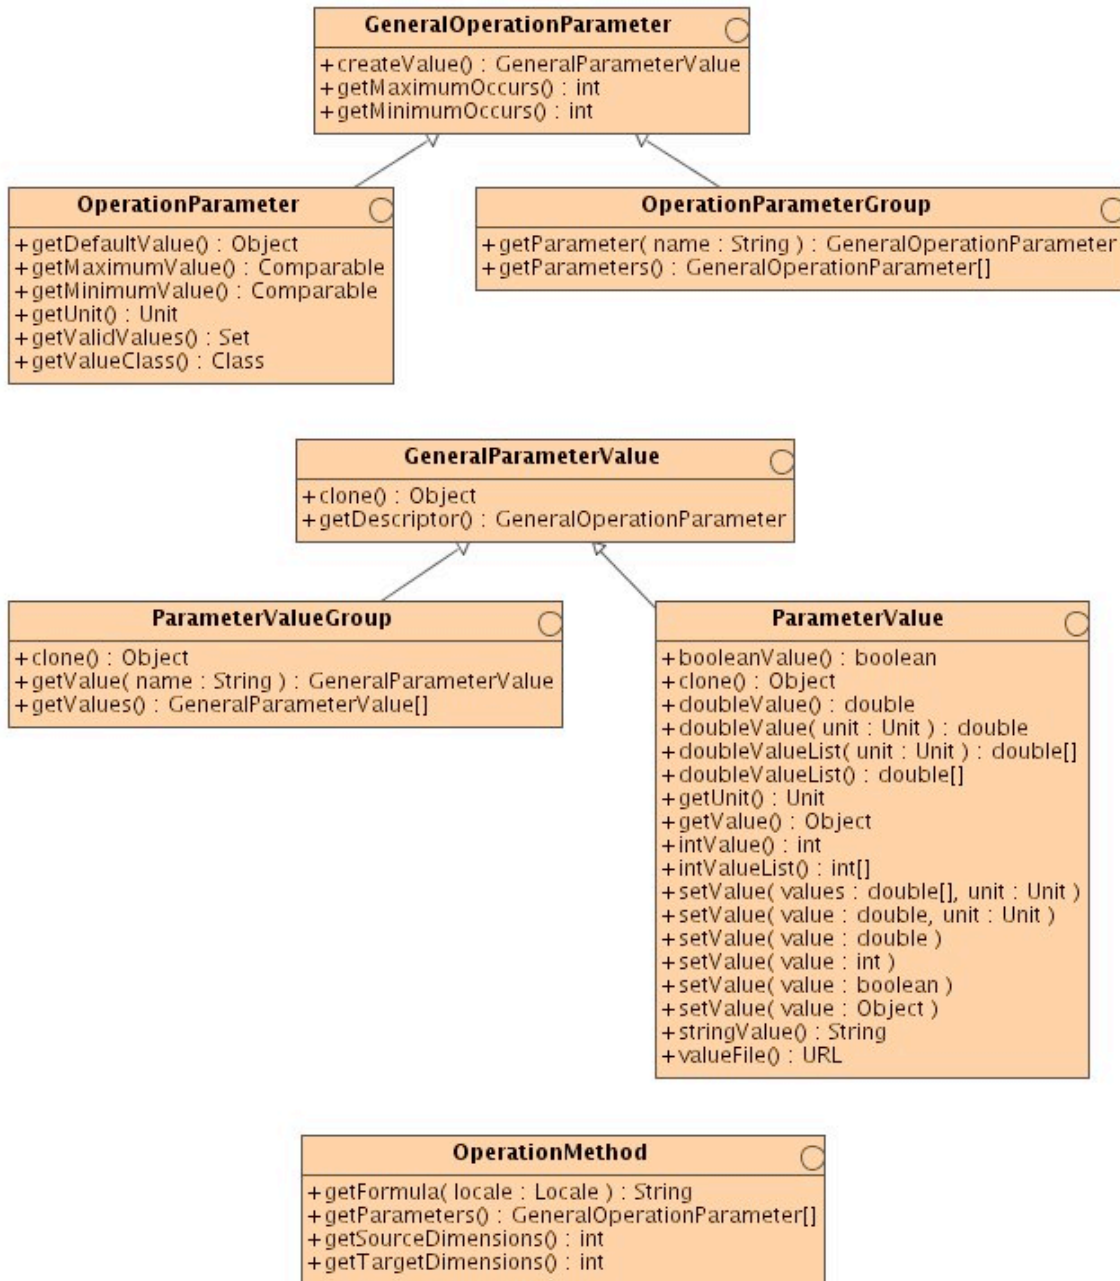 GeneralOperationParameter
+createValue() : GeneralParameterValue
+getMaximumOccurs() : int
+getMinimumOccurs() : int
OperationParameter
+getDefaultValue() : Object
+getMaximumValue() : Comparable
+getMinimumValue() : Comparable
+getUnit() : Unit
+getValidValues() : Set
+getValueClass() : Class
OperationParameterGroup
+getParameter( name : String ) : GeneralOperationParameter
+getParameters() : GeneralOperationParameter[]
GeneralParameterValue
+clone() : Object
+getDescriptor() : GeneralOperationParameter
ParameterValueGroup
+clone() : Object
+getValue( name : String ) : GeneralParameterValue
+getValues() : GeneralParameterValue[]
ParameterValue
+booleanValue() : boolean
+clone() : Object
+doubleValue() : double
+doubleValue( unit : Unit ) : double
+doubleValueList( unit : Unit ) : double[]
+doubleValueList() : double[]
+getUnit() : Unit
+getValue() : Object
+intValue() : int
+intValueList() : int[]
+setValue( values : double[], unit : Unit )
+setValue( value : double, unit : Unit )
+setValue( value : double )
+setValue( value : int )
+setValue( value : boolean )
+setValue( value : Object )
+stringValue() : String
+valueFile() : URL
OperationMethod
+getFormula( locale : Locale ) : String
+getParameters() : GeneralOperationParameter[]
+getSourceDimensions() : int
+getTargetDimensions() : int